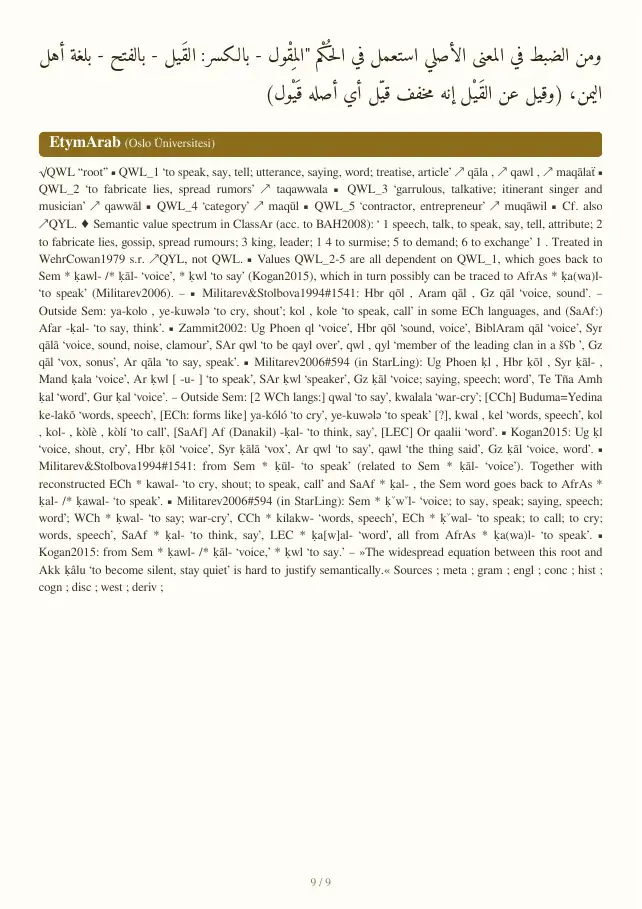 ومن الضبط في المعنى الأصلي استعمل في الحُكْم "المِقْول - بالكسر: القَيل - بالفتح - بلغة أهل
اليمن، (وقيل عن القَيْل إنه مخفف قيّل أي أصله قَيْول)
EtymArab (Oslo Üniversitesi)
√QWL “root” ▪ QWL_1 ‘to speak, say, tell; utterance, saying, word; treatise, article’ ↗ qāla , ↗ qawl , ↗ maqālaẗ ▪
QWL_2 ‘to fabricate lies, spread rumors’ ↗ taqawwala ▪ QWL_3 ‘garrulous, talkative; itinerant singer and
musician’ ↗ qawwāl ▪ QWL_4 ‘category’ ↗ maqūl ▪ QWL_5 ‘contractor, entrepreneur’ ↗ muqāwil ▪ Cf. also
↗QYL. ♦ Semantic value spectrum in ClassAr (acc. to BAH2008): ‘ 1 speech, talk, to speak, say, tell, attribute; 2
to fabricate lies, gossip, spread rumours; 3 king, leader; 1 4 to surmise; 5 to demand; 6 to exchange’ 1 . Treated in
WehrCowan1979 s.r. ↗QYL, not QWL. ▪ Values QWL_2-5 are all dependent on QWL_1, which goes back to
Sem * ḳawl- /* ḳāl- ‘voice’, * ḳwl ‘to say’ (Kogan2015), which in turn possibly can be traced to AfrAs * ḳa(wa)l-
‘to speak’ (Militarev2006). – ▪ Militarev&Stolbova1994#1541: Hbr qōl , Aram qāl , Gz qāl ‘voice, sound’. –
Outside Sem: ya-kolo , ye-kuwələ ‘to cry, shout’; kol , kole ‘to speak, call’ in some ECh languages, and (SaAf:)
Afar -ḳal- ‘to say, think’. ▪ Zammit2002: Ug Phoen ql ‘voice’, Hbr qōl ‘sound, voice’, BiblAram qāl ‘voice’, Syr
qālā ‘voice, sound, noise, clamour’, SAr qwl ‘to be qayl over’, qwl , qyl ‘member of the leading clan in a s²ʕb ’, Gz
qāl ‘vox, sonus’, Ar qāla ‘to say, speak’. ▪ Militarev2006#594 (in StarLing): Ug Phoen ḳl , Hbr ḳōl , Syr ḳāl- ,
Mand ḳala ‘voice’, Ar ḳwl [ -u- ] ‘to speak’, SAr ḳwl ‘speaker’, Gz ḳāl ‘voice; saying, speech; word’, Te Tña Amh
ḳal ‘word’, Gur ḳal ‘voice’. – Outside Sem: [2 WCh langs:] qwal ‘to say’, kwalala ‘war-cry’; [CCh] Buduma=Yedina
ke-lakō ‘words, speech’, [ECh: forms like] ya-kóló ‘to cry’, ye-kuwələ ‘to speak’ [?], kwal , kel ‘words, speech’, kol
, kol- , kòlè , kòlí ‘to call’, [SaAf] Af (Danakil) -ḳal- ‘to think, say’, [LEC] Or qaalii ‘word’. ▪ Kogan2015: Ug ḳl
‘voice, shout, cry’, Hbr ḳōl ‘voice’, Syr ḳālā ‘vox’, Ar qwl ‘to say’, qawl ‘the thing said’, Gz ḳāl ‘voice, word’. ▪
Militarev&Stolbova1994#1541: from Sem * ḳūl- ‘to speak’ (related to Sem * ḳāl- ‘voice’). Together with
reconstructed ECh * kawal- ‘to cry, shout; to speak, call’ and SaAf * ḳal- , the Sem word goes back to AfrAs *
ḳal- /* ḳawal- ‘to speak’. ▪ Militarev2006#594 (in StarLing): Sem * ḳ˅w˅l- ‘voice; to say, speak; saying, speech;
word’; WCh * ḳwal- ‘to say; war-cry’, CCh * kilakw- ‘words, speech’, ECh * ḳ˅wal- ‘to speak; to call; to cry;
words, speech’, SaAf * ḳal- ‘to think, say’, LEC * ḳa[w]al- ‘word’, all from AfrAs * ḳa(wa)l- ‘to speak’. ▪
Kogan2015: from Sem * ḳawl- /* ḳāl- ‘voice,’ * ḳwl ‘to say.’ – »The widespread equation between this root and
Akk ḳâlu ‘to become silent, stay quiet’ is hard to justify semantically.« Sources ; meta ; gram ; engl ; conc ; hist ;
cogn ; disc ; west ; deriv ;
9 / 9